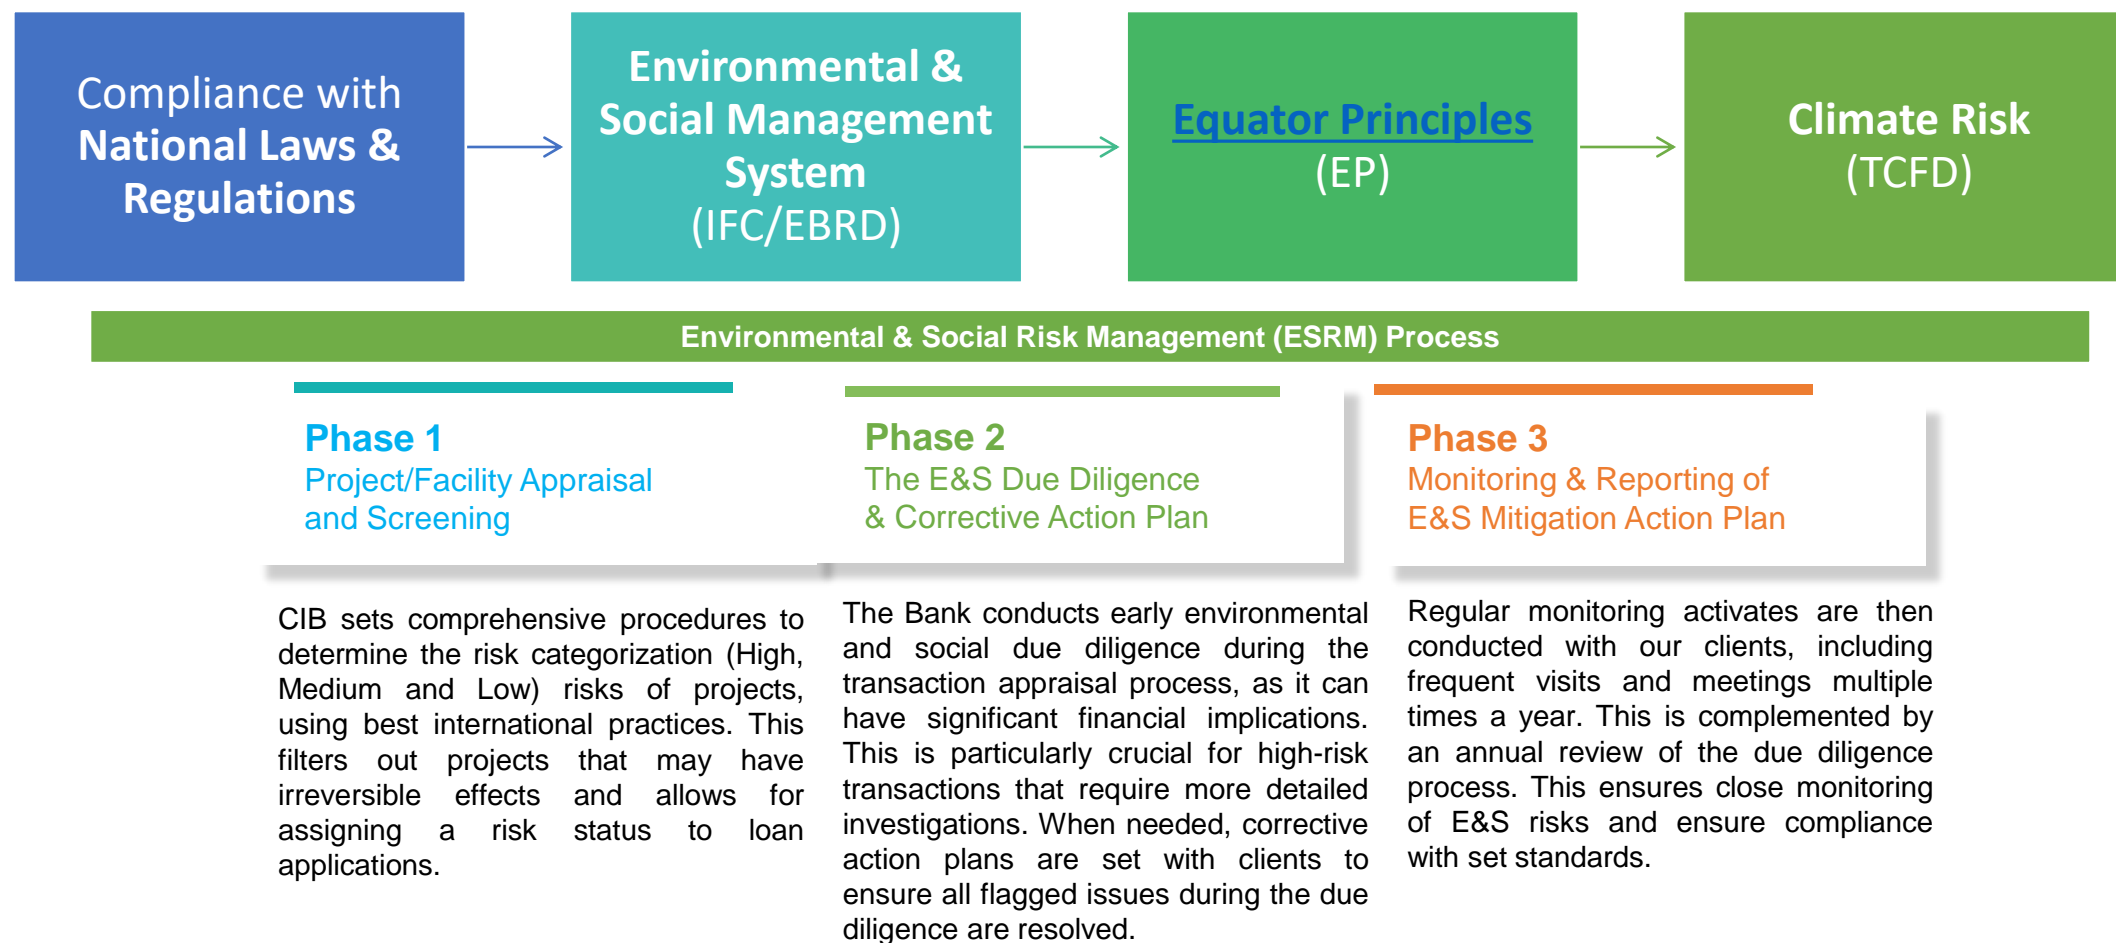 Compliance with
National Laws &
Regulations
Environmental &
Social Management
System
(IFC/EBRD)
Equator Principles
(EP)
Climate Risk
(TCFD)
Environmental & Social Risk Management (ESRM) Process
Phase 1
Project/Facility Appraisal
and Screening
CIB sets comprehensive procedures to
determine the risk categorization (High,
Medium and Low) risks of projects,
using best international practices. This
filters out projects that may have
irreversible effects and allows for
assigning a risk status to loan
applications.
Phase 2
The E&S Due Diligence
& Corrective Action Plan
The Bank conducts early environmental
and social due diligence during the
transaction appraisal process, as it can
have significant financial implications.
This is particularly crucial for high-risk
transactions that require more detailed
investigations. When needed, corrective
action plans are set with clients to
ensure all flagged issues during the due
diligence are resolved.
Phase 3
Monitoring & Reporting of
E&S Mitigation Action Plan
Regular monitoring activates are then
conducted with our clients, including
frequent visits and meetings multiple
times a year. This is complemented by
an annual review of the due diligence
process. This ensures close monitoring
of E&S risks and ensure compliance
with set standards.